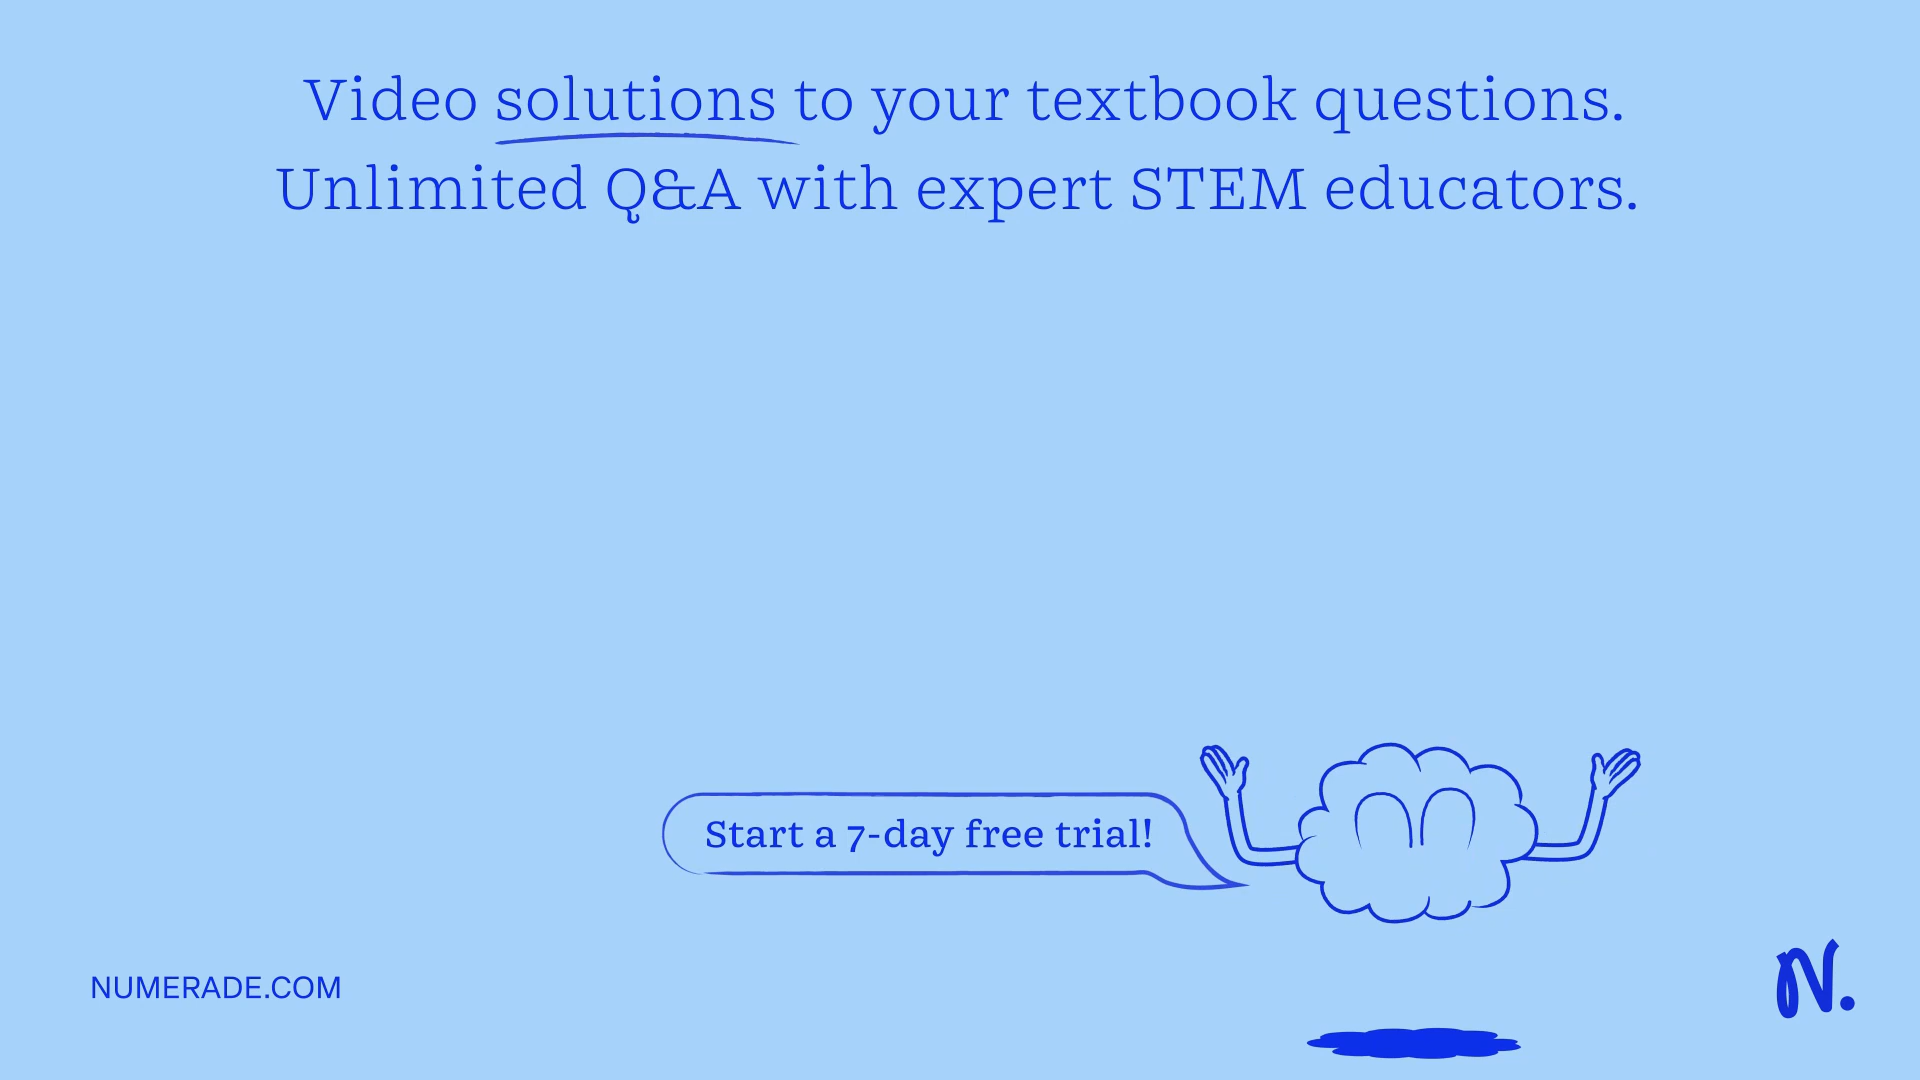 Video solutions to your textbook questions.
Unlimited Q&A with expert STEM educators.
Start a 7-day free trial!
NUMERADE.COM
N.